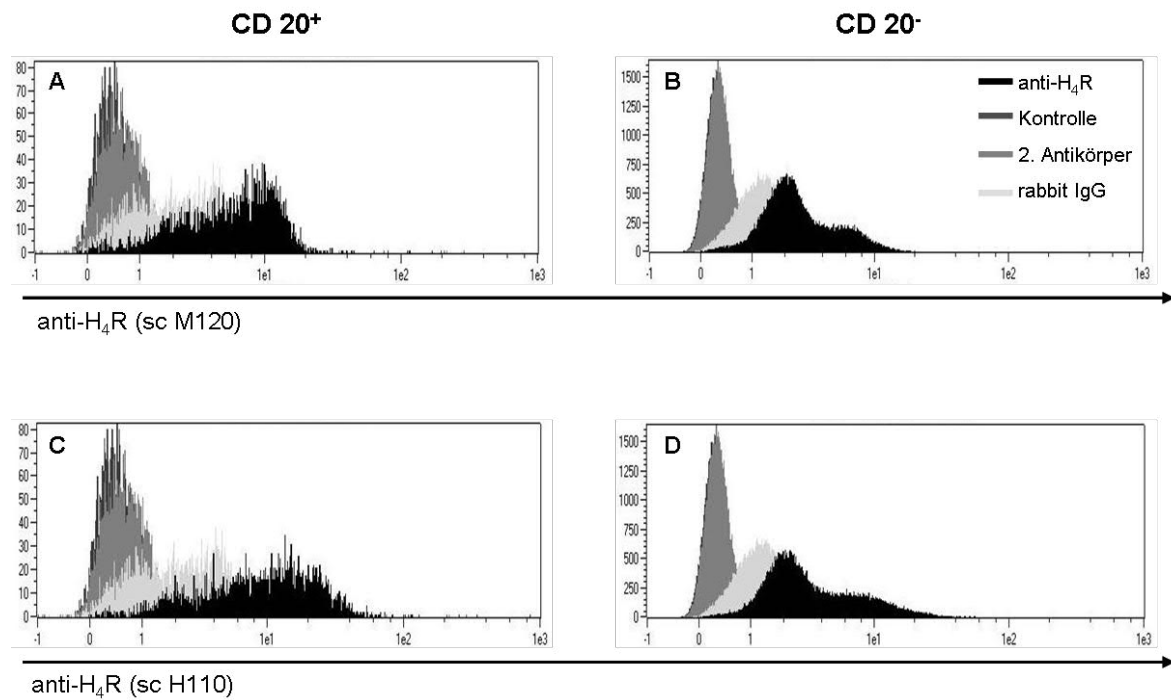 CD 20⁺ CD 20⁻
A
80
70
60
50
40
30
20
10
0
-1 0 1 1e1 1e2 1e3
B
1500
1250
1000
750
500
250
0
-1 0 1 1e1 1e2 1e3
anti-H₄R
Kontrolle
2. Antikörper
rabbit IgG
anti-H₄R (sc M120)
C
80
70
60
50
40
30
20
10
0
-1 0 1 1e1 1e2 1e3
D
1500
1250
1000
750
500
250
0
-1 0 1 1e1 1e2 1e3
anti-H₄R (sc H110)